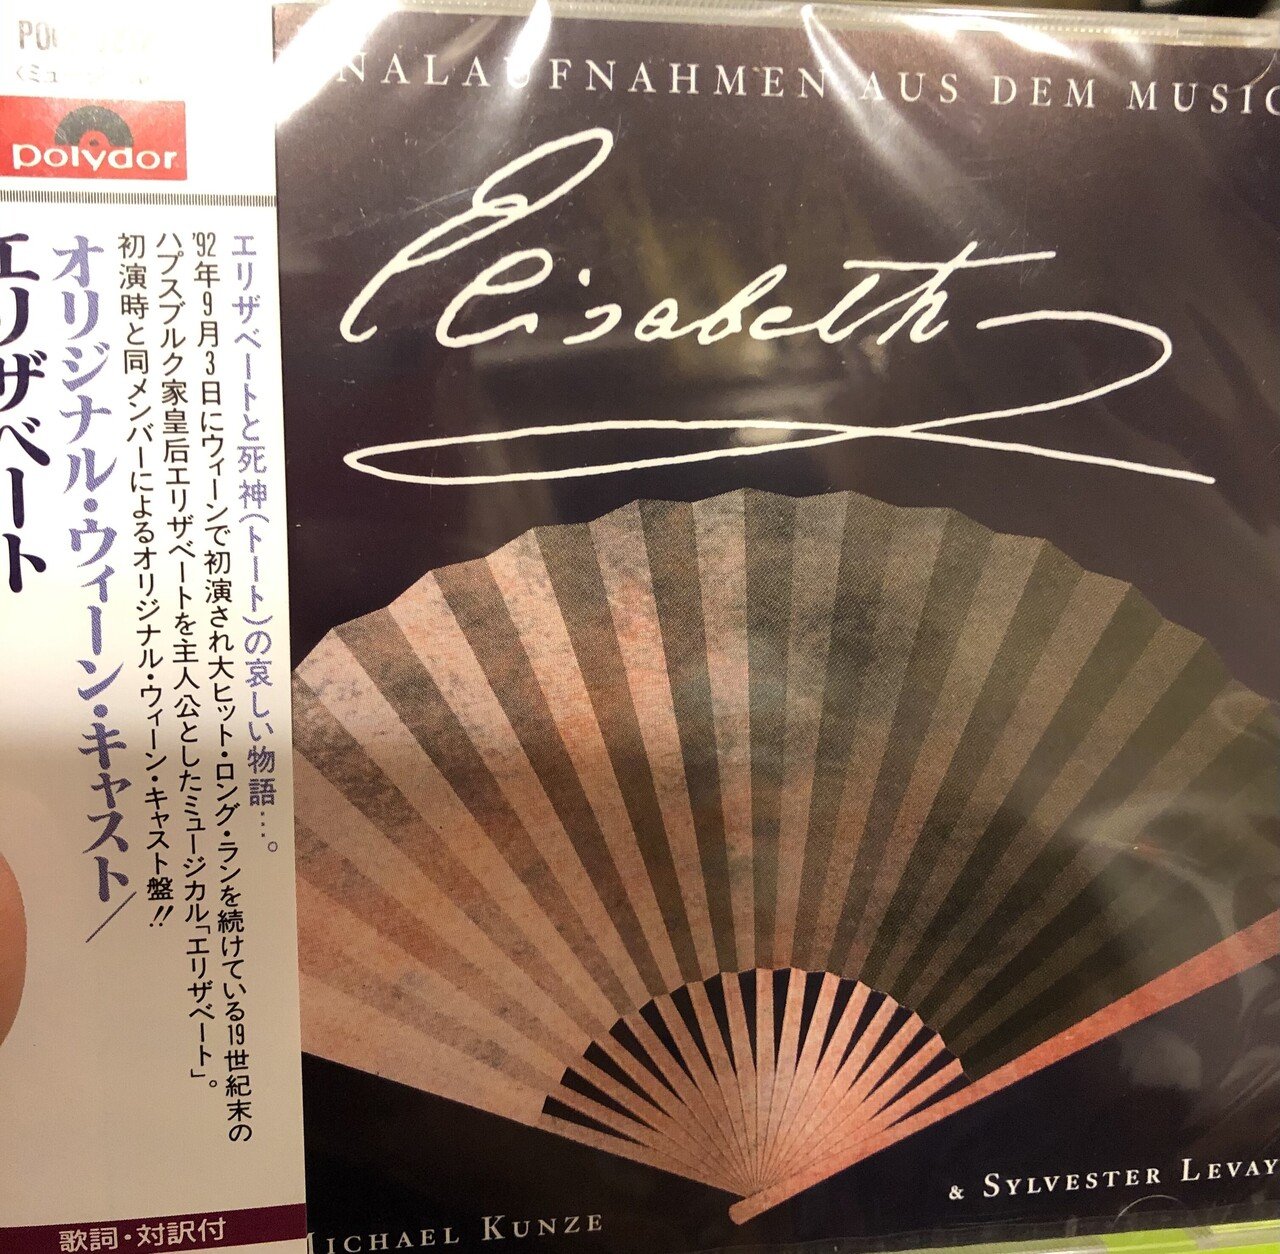 polydor
オリジナル・ウィーン・キャスト／
エリザベート
エリザベートと死神(トート)の哀しい物語…。
'92年9月3日にウィーンで初演され大ヒット・ロング・ランを続けている19世紀末の
ハプスブルク家皇后エリザベートを主人公としたミュージカル「エリザベート」。
初演時と同メンバーによるオリジナル・ウィーン・キャスト盤!!
歌詞・対訳付
NALAUFNAHMEN AUS DEM MUSIC
Elisabeth
MICHAEL KUNZE
& SYLVESTER LEVAY